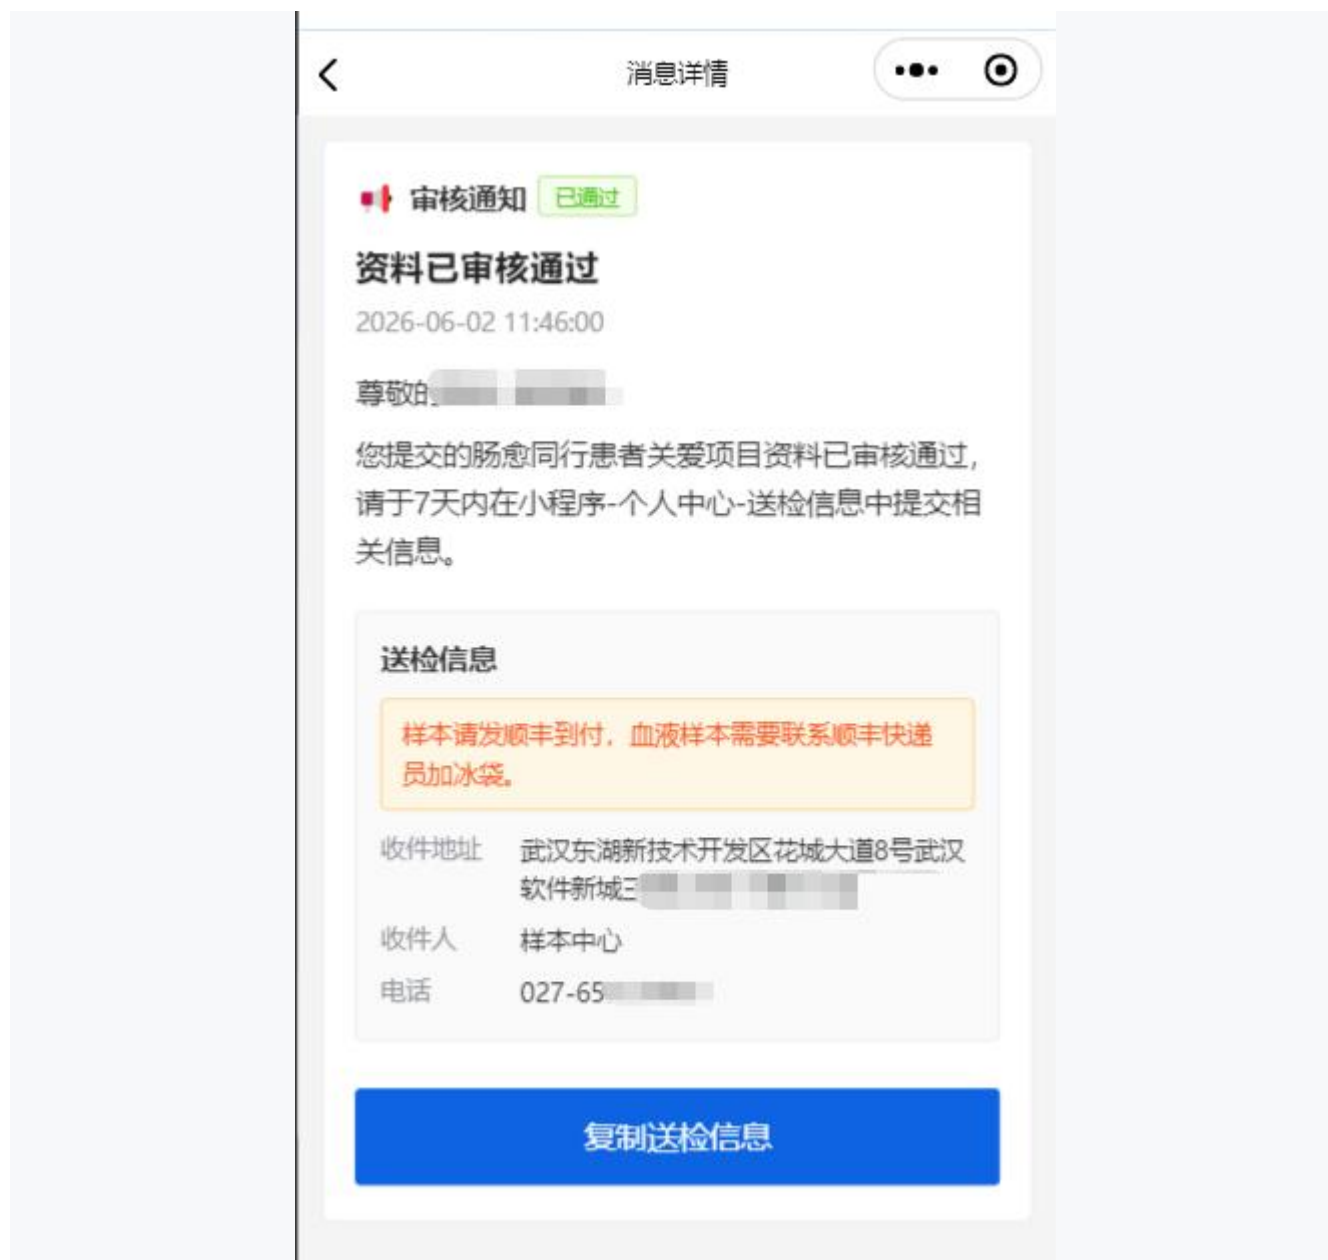 消息详情
审核通知 已通过
资料已审核通过
2026-06-02 11:46:00
尊敬的
您提交的肠愈同行患者关爱项目资料已审核通过，
请于7天内在小程序-个人中心-送检信息中提交相
关信息。
送检信息
样本请发顺丰到付，血液样本需要联系顺丰快递
员加冰袋。
收件地址 武汉东湖新技术开发区花城大道8号武汉
软件新城三
收件人 样本中心
电话 027-65
复制送检信息